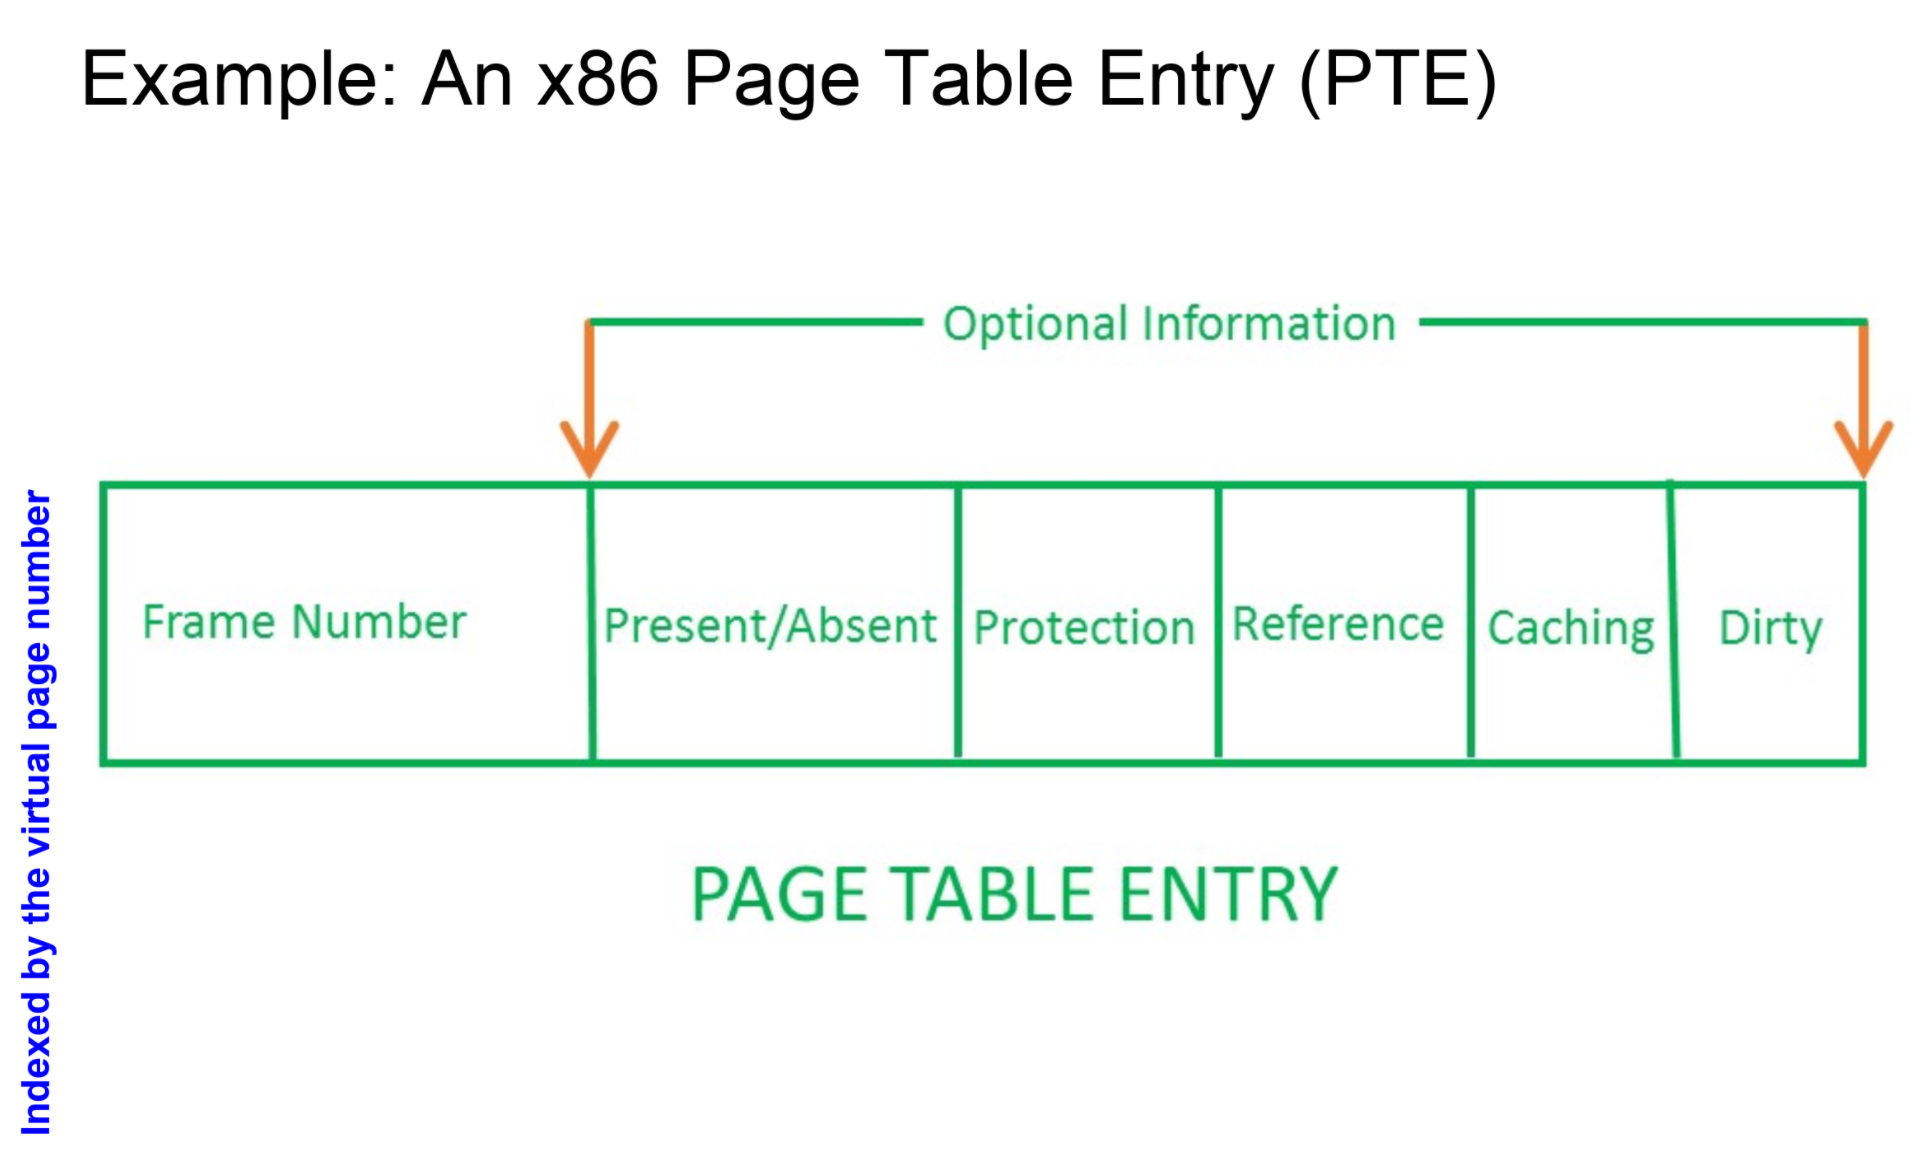 Example: An x86 Page Table Entry (PTE)
Optional Information
Indexed by the virtual page number
Frame Number
Present/Absent
Protection
Reference
Caching
Dirty
PAGE TABLE ENTRY